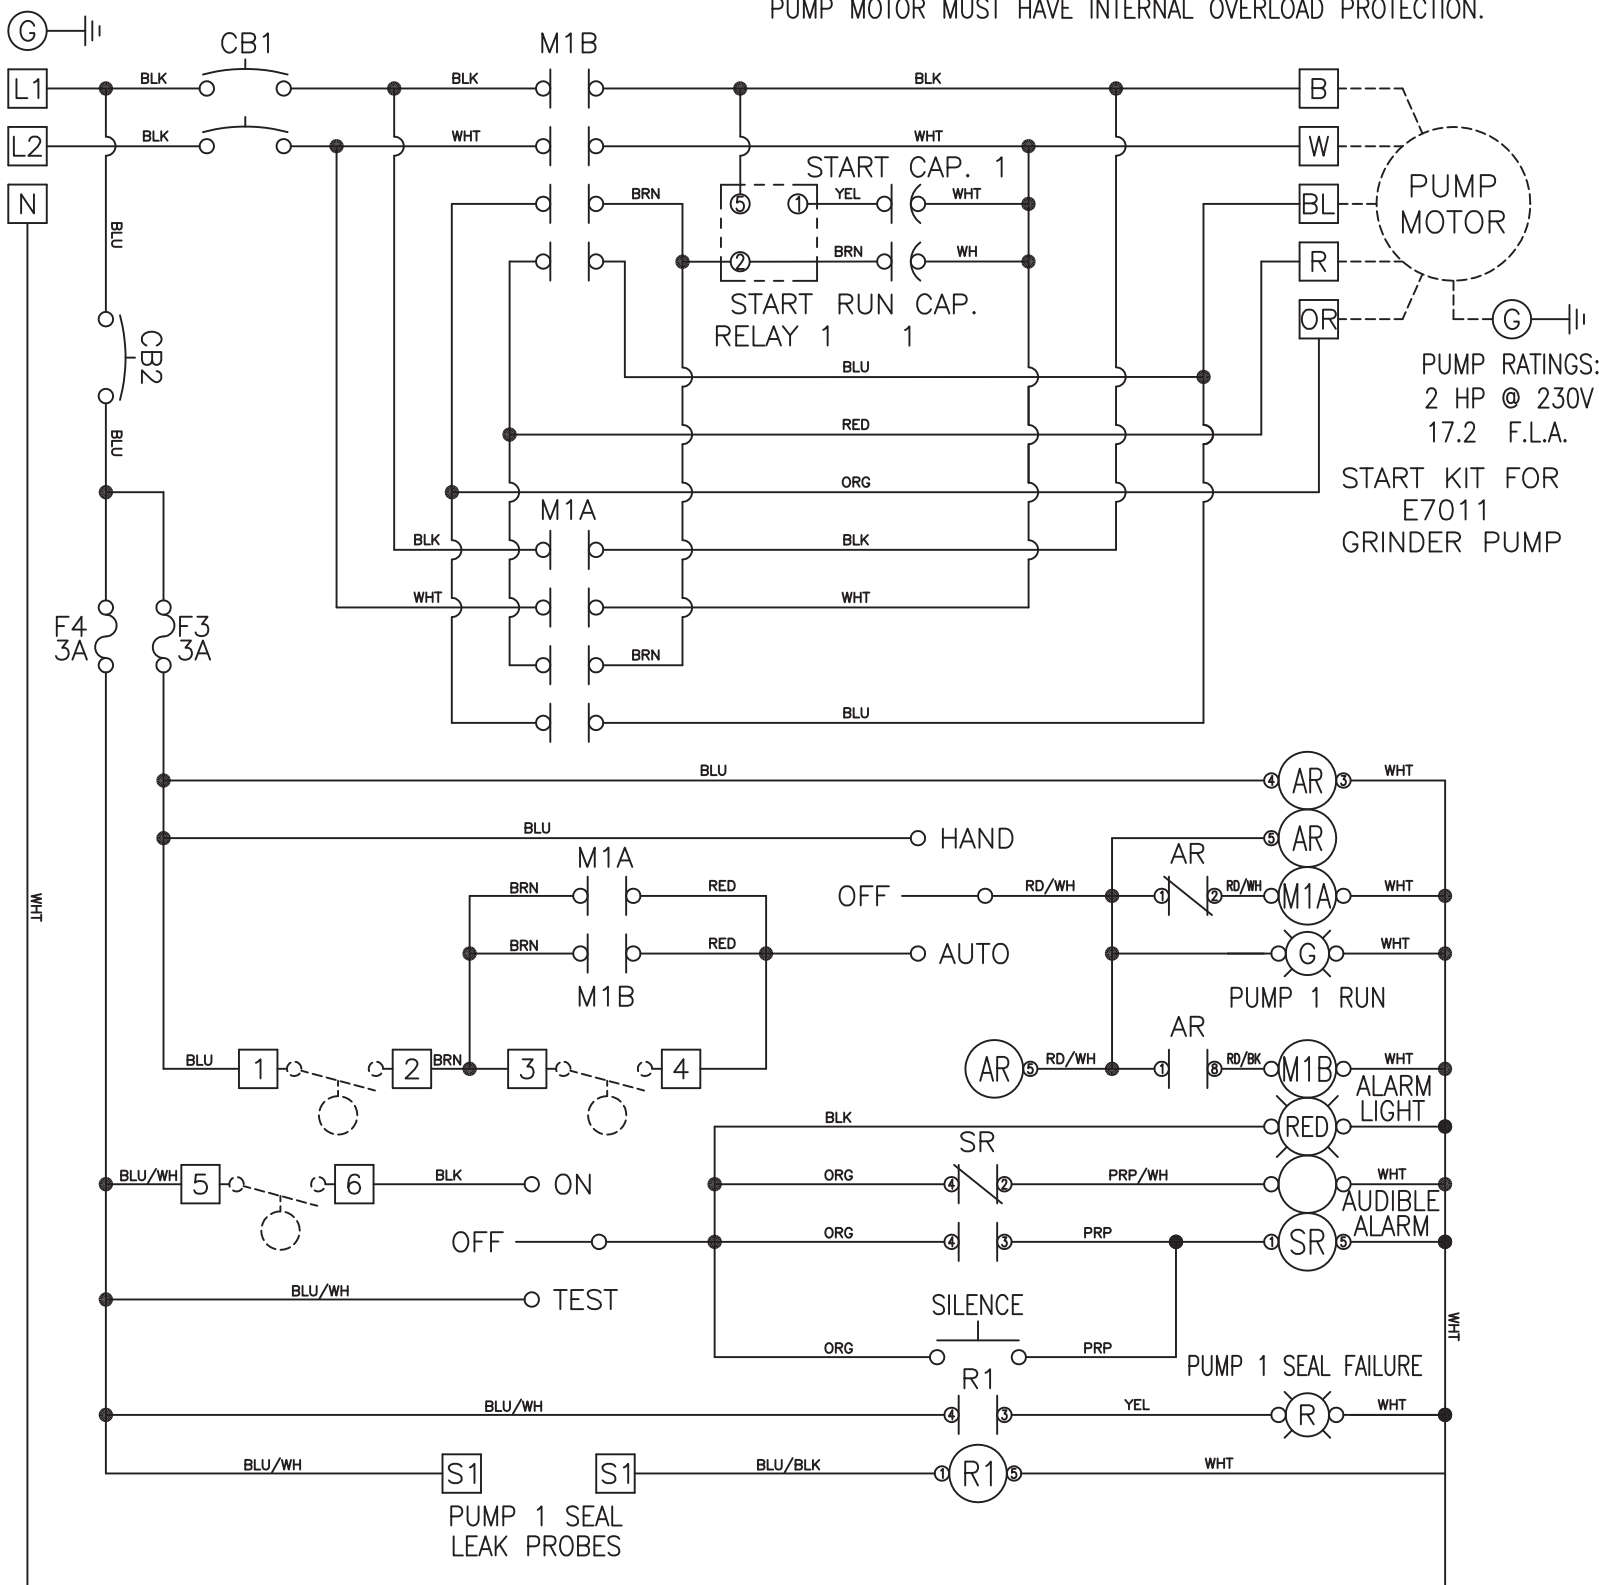 PUMP MOTOR MUST HAVE INTERNAL OVERLOAD PROTECTION.
G
CB1
M1B
L1
BLK
BLK
BLK
B
L2
BLK
WHT
WHT
W
START CAP. 1
N
BRN
5
1
YEL
WHT
BL
PUMP
MOTOR
BLU
2
BRN
WH
R
START RUN CAP.
RELAY 1 1
OR
G
CB2
BLU
PUMP RATINGS:
2 HP @ 230V
17.2 F.L.A.
BLU
RED
ORG
START KIT FOR
E7011
GRINDER PUMP
M1A
BLK
BLK
WHT
WHT
F4
3A
F3
3A
BRN
BLU
BLU
4
AR
3
WHT
BLU
HAND
5
AR
M1A
AR
WHT
BRN
RED
OFF
RD/WH
1
2
RD/WH
M1A
WHT
BRN
RED
AUTO
G
WHT
M1B
PUMP 1 RUN
AR
BLU
1
2
BRN
3
4
AR
5
RD/WH
1
8
RD/BK
M1B
WHT
ALARM
LIGHT
BLK
RED
SR
BLU/WH
5
6
BLK
ON
ORG
4
2
PRP/WH
WHT
AUDIBLE
ALARM
OFF
ORG
4
3
PRP
1
SR
5
BLU/WH
TEST
SILENCE
WHT
ORG
PRP
PUMP 1 SEAL FAILURE
R1
BLU/WH
4
3
YEL
R
WHT
BLU/WH
S1
S1
BLU/BLK
1
R1
5
WHT
PUMP 1 SEAL
LEAK PROBES